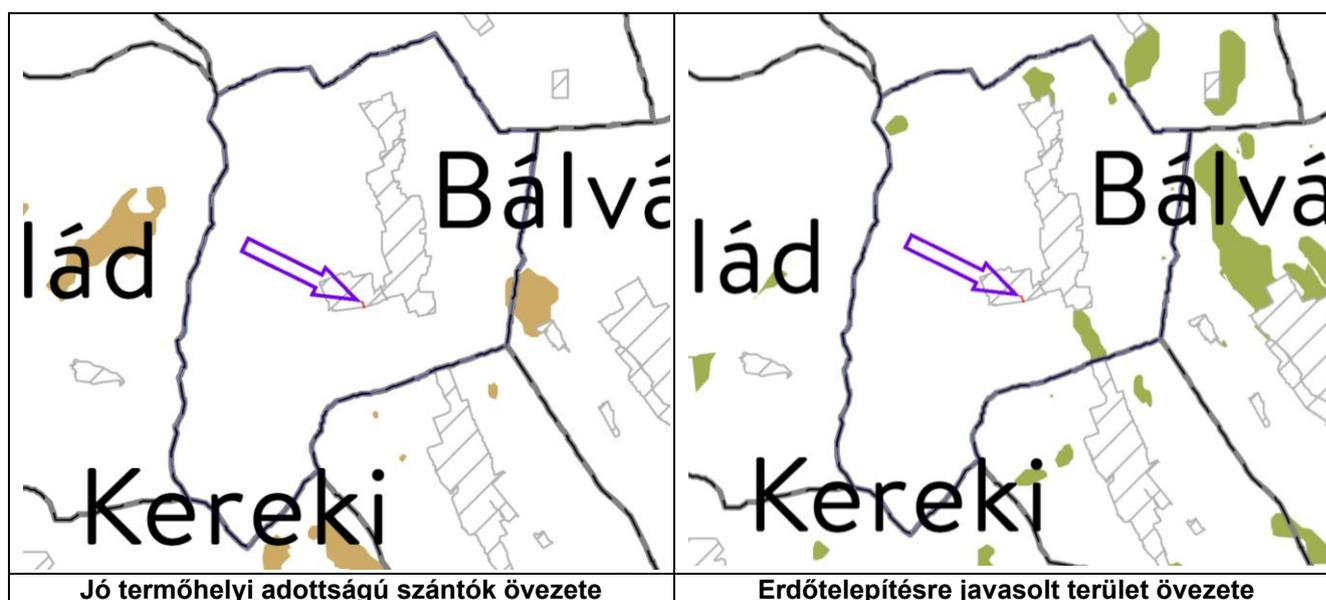 Bálvá
lád
Kereki
Jó termőhelyi adottságú szántók övezete
Bálvá
lád
Kereki
Erdőtelepítésre javasolt terület övezete